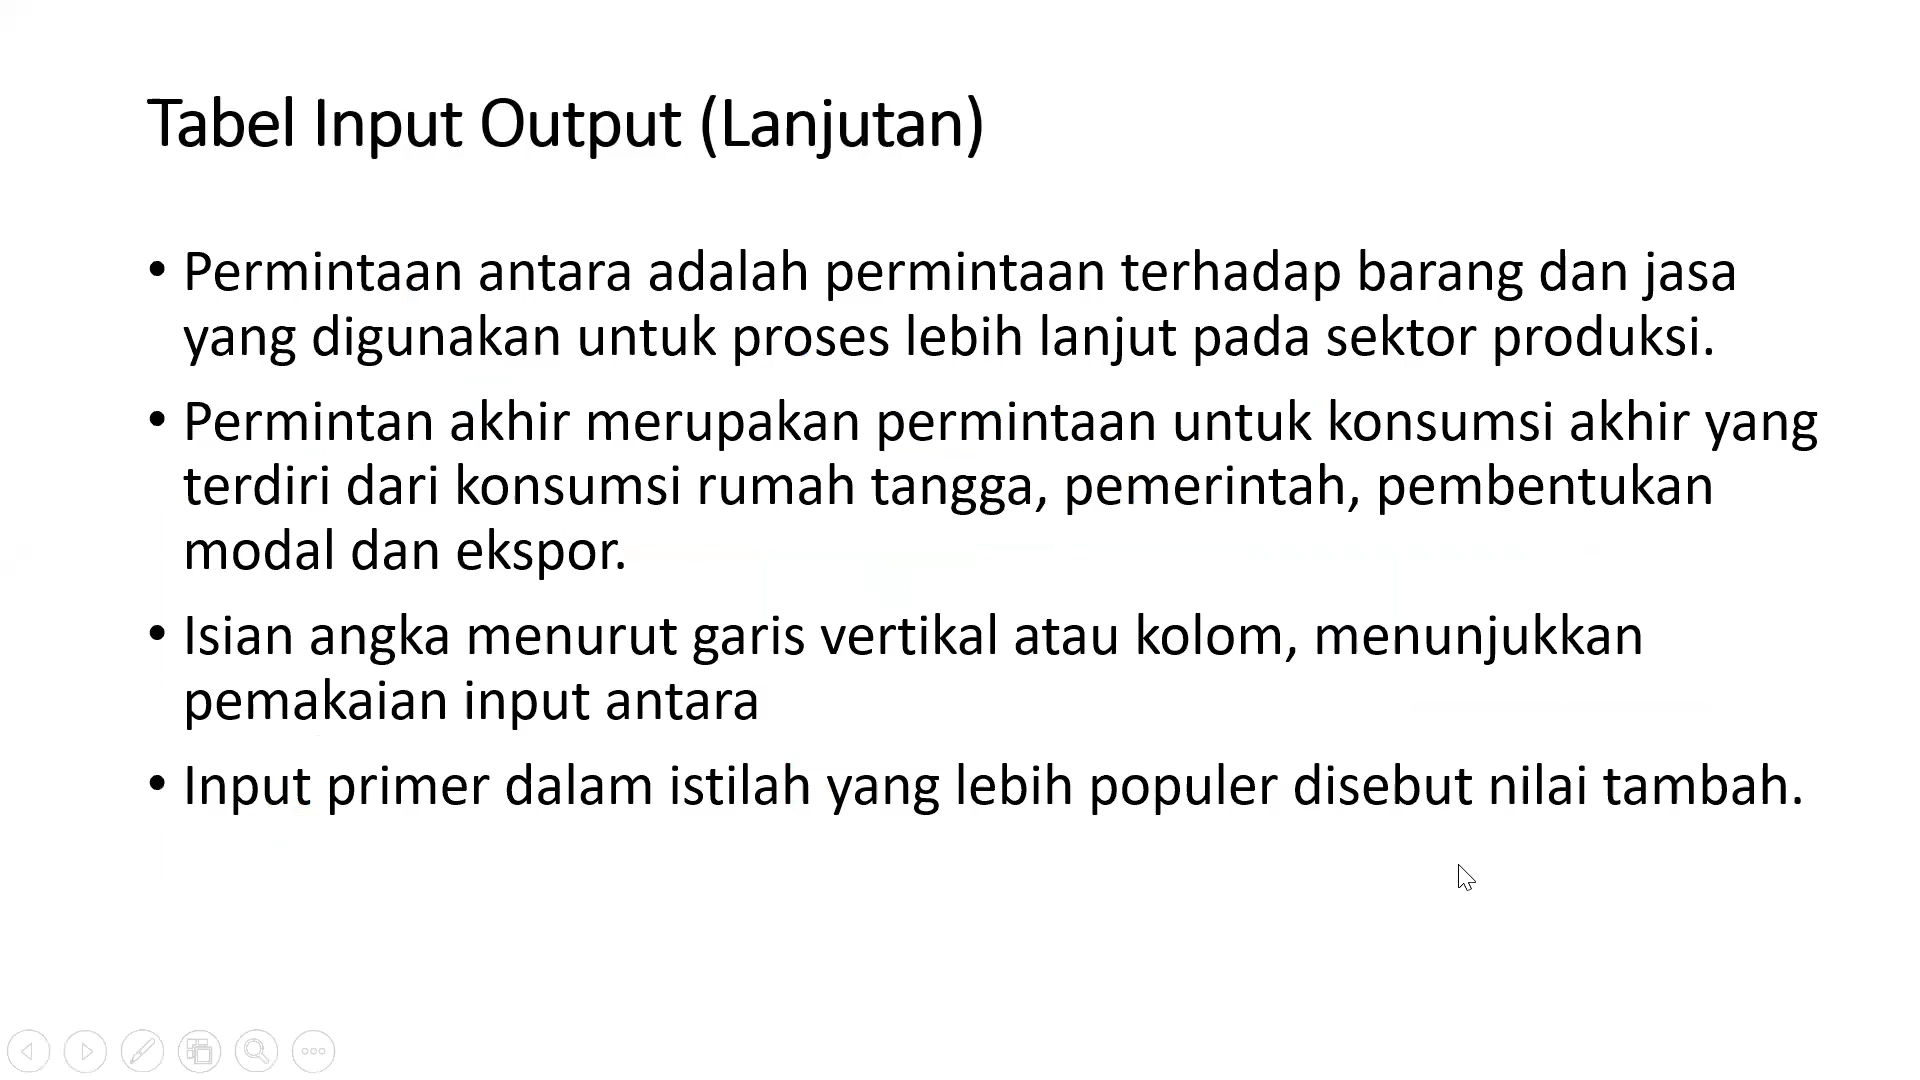 Tabel Input Output (Lanjutan)
• Permintaan antara adalah permintaan terhadap barang dan jasa
yang digunakan untuk proses lebih lanjut pada sektor produksi.
• Permintan akhir merupakan permintaan untuk konsumsi akhir yang
terdiri dari konsumsi rumah tangga, pemerintah, pembentukan
modal dan ekspor.
• Isian angka menurut garis vertikal atau kolom, menunjukkan
pemakaian input antara
• Input primer dalam istilah yang lebih populer disebut nilai tambah.